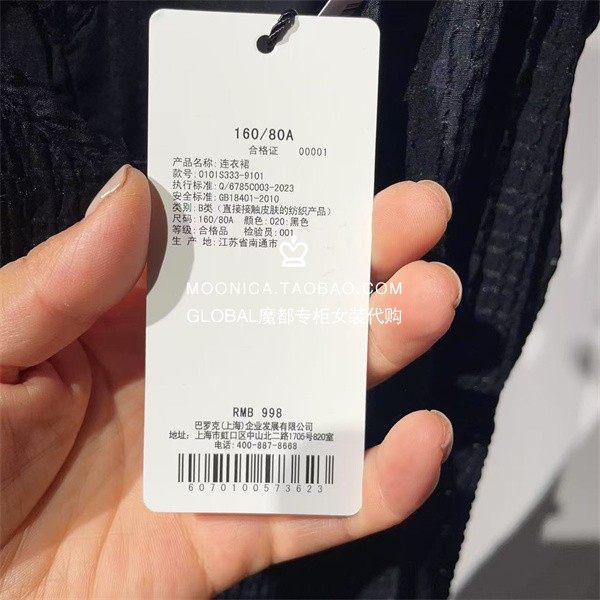 160/80A
合格证 00001
产品名称: 连衣裙
款号: 0101S333-9101
执行标准: Q/6785C003-2023
安全标准: GB18401-2010
类别: B类 (直接接触皮肤的纺织产品)
尺码: 160/80A 颜色: 020:黑色
等级: 合格品 检验员: 001
生 产 地: 江苏省南通市
MOONICA.TAOBAO.COM
GLOBAL魔都专柜女装代购
RMB 998
巴罗克(上海)企业发展有限公司
地址: 上海市虹口区中山北二路1705号820室
电话: 400-887-8668
6070100573623